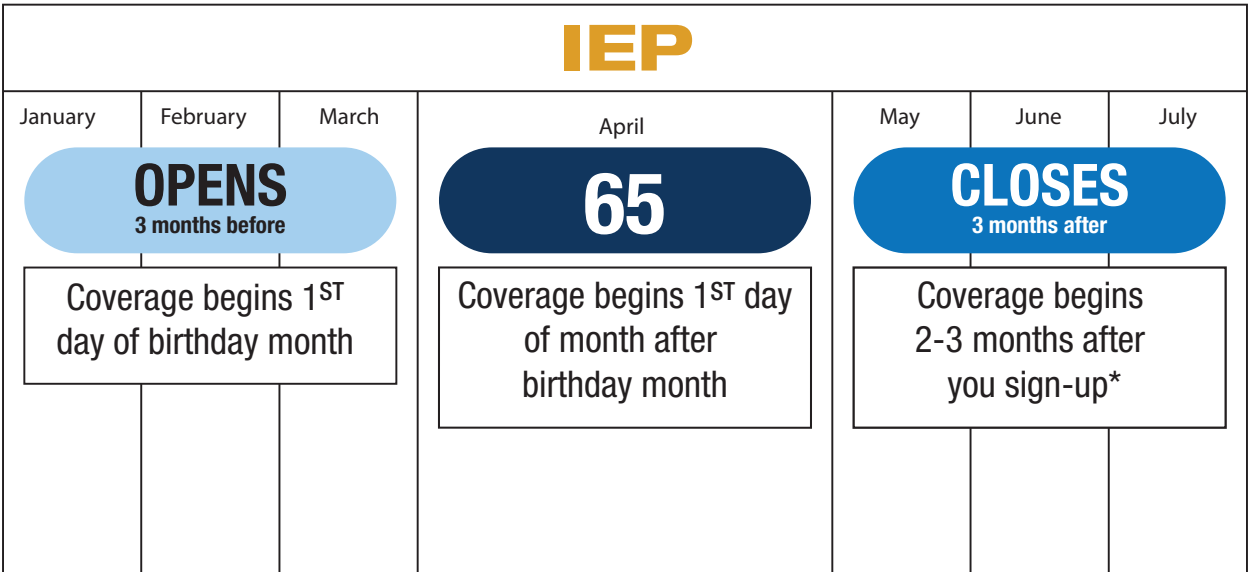 IEP
January
February
March
April
May
June
July
OPENS
3 months before
65
CLOSES
3 months after
Coverage begins 1ST
day of birthday month
Coverage begins 1ST day
of month after
birthday month
Coverage begins
2-3 months after
you sign-up*